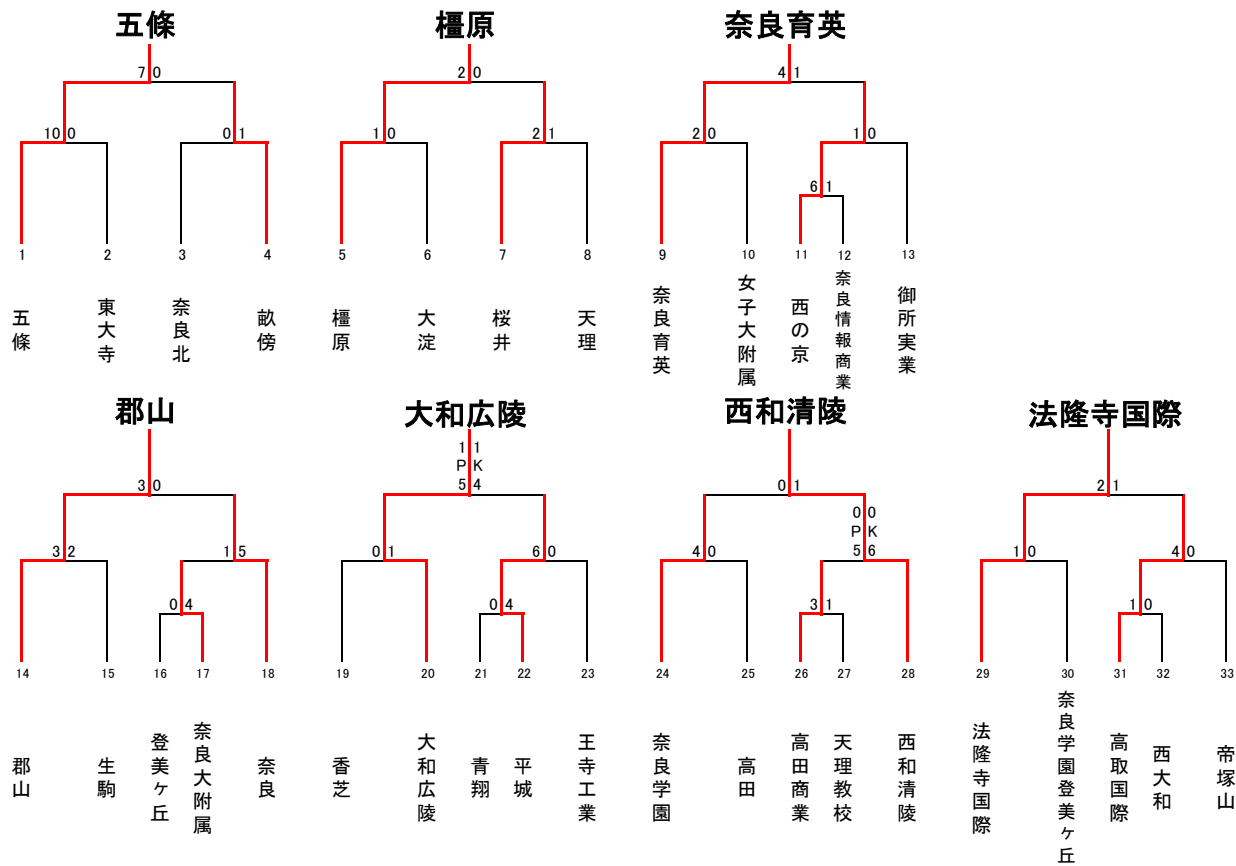 五條 橿原 奈良育英
7 0 2 0 4 1
10 0 0 1 1 0 2 1 2 0 1 0
6 1
1 2 3 4 5 6 7 8 9 10 11 12 13
五條
東大寺
奈良北
畝傍
橿原
大淀
桜井
天理
奈良育英
女子大附属
西の京
奈良情報商業
御所実業
郡山 大和広陵 西和清陵 法隆寺国際
1 1
P K
3 0 5 4 0 1 2 1
0 0
P K
3 2 1 5 0 1 6 0 4 0 5 6 1 0 4 0
0 4 0 4 3 1 1 0
14 15 16 17 18 19 20 21 22 23 24 25 26 27 28 29 30 31 32 33
郡山
生駒
登美ヶ丘
奈良大附属
奈良
香芝
大和広陵
青翔
平城
王寺工業
奈良学園
高田
高田商業
天理教校
西和清陵
法隆寺国際
奈良学園登美ヶ丘
高取国際
西大和
帝塚山